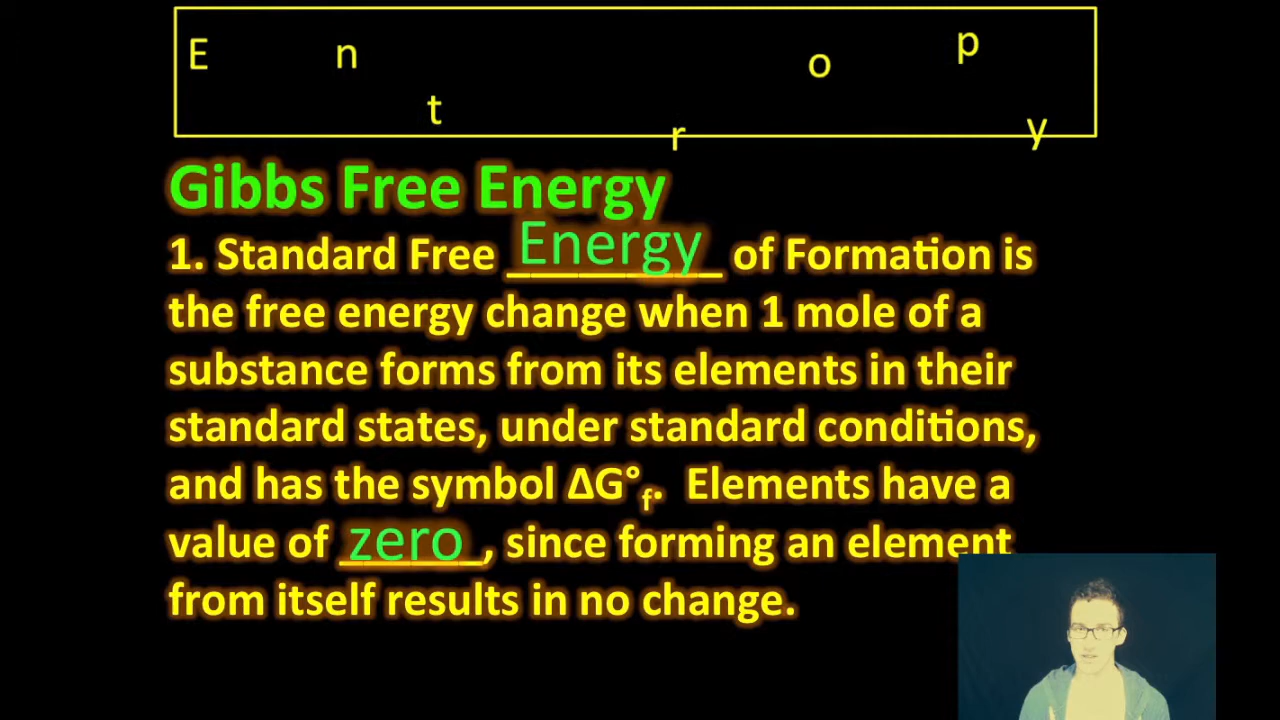 E n t r o p y
Gibbs Free Energy
1. Standard Free Energy of Formation is
the free energy change when 1 mole of a
substance forms from its elements in their
standard states, under standard conditions,
and has the symbol ΔG°f. Elements have a
value of zero, since forming an element
from itself results in no change.